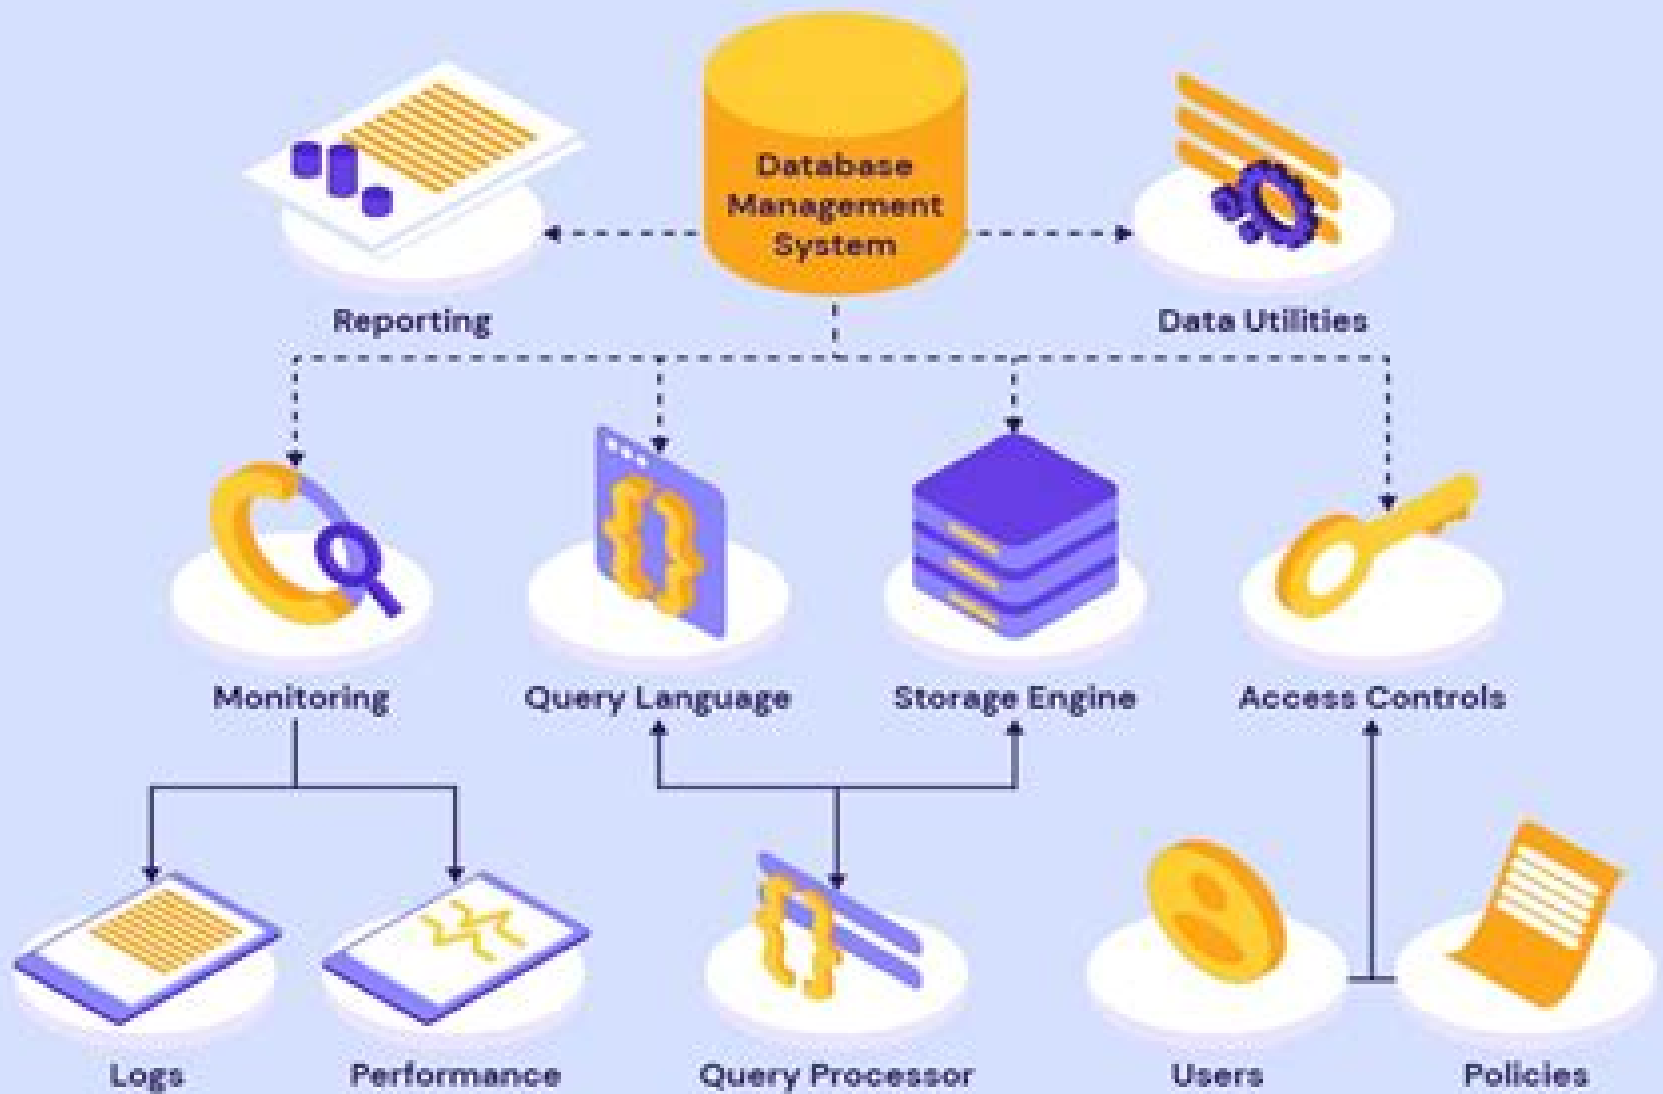 Database
Management
System
Reporting
Data Utilities
Monitoring
Query Language
Storage Engine
Access Controls
Logs
Performance
Query Processor
Users
Policies